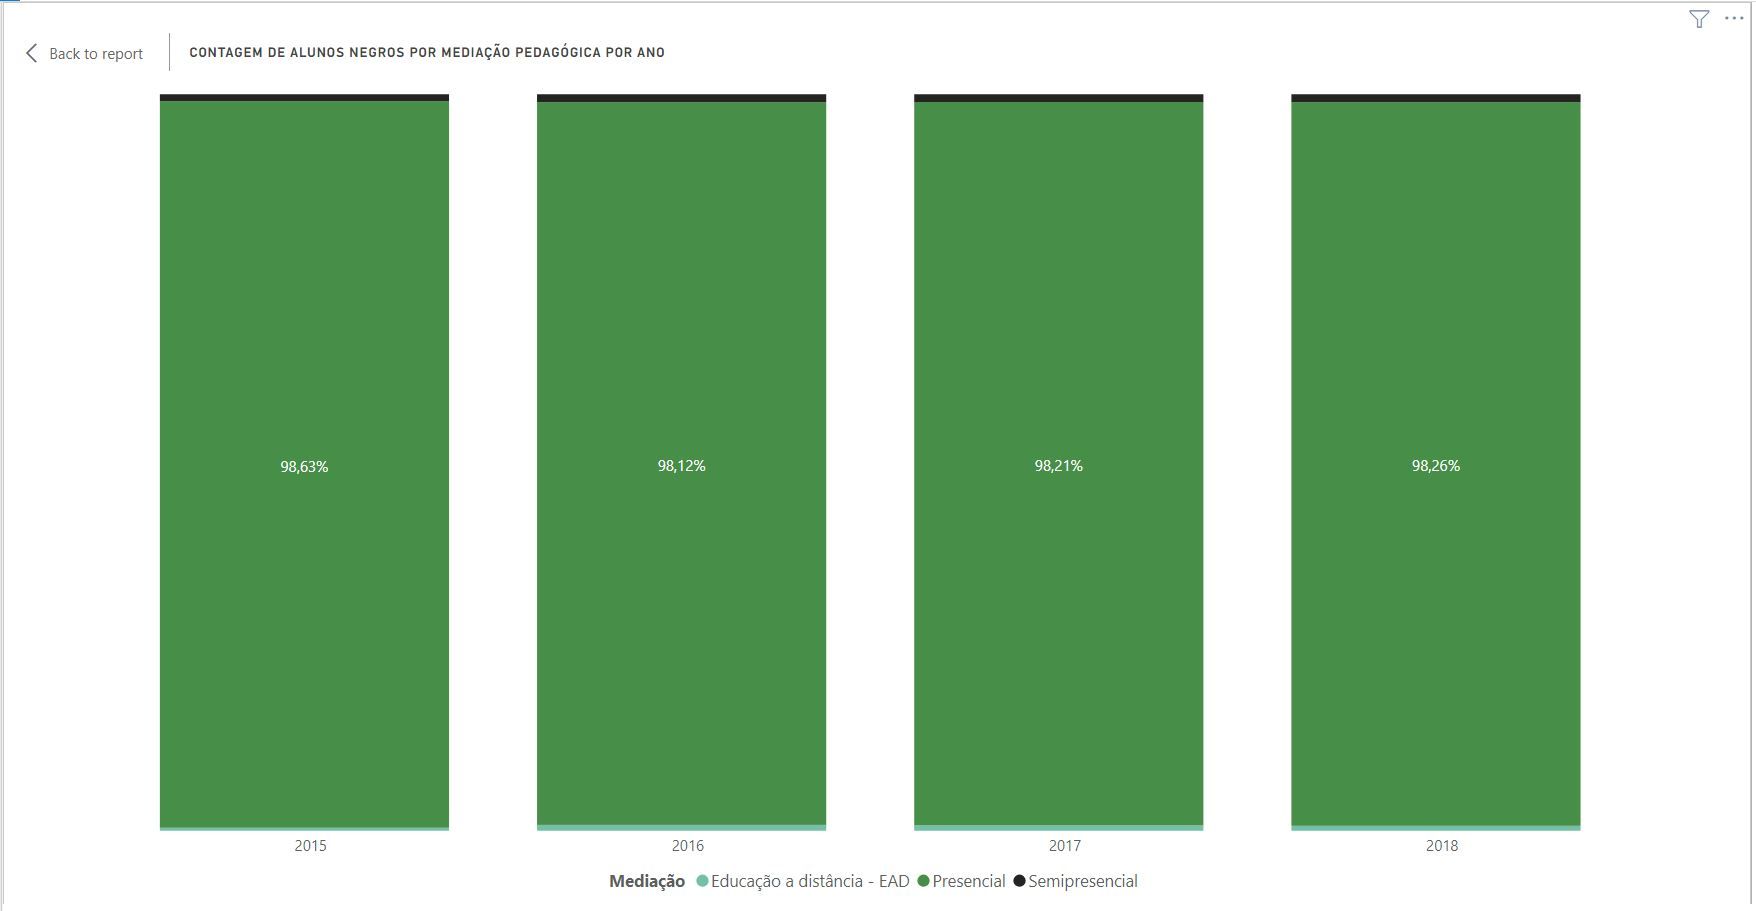 Back to report
CONTAGEM DE ALUNOS NEGROS POR MEDIAÇÃO PEDAGÓGICA POR ANO
98,63%
98,12%
98,21%
98,26%
2015
2016
2017
2018
Mediação Educação a distância - EAD Presencial Semipresencial